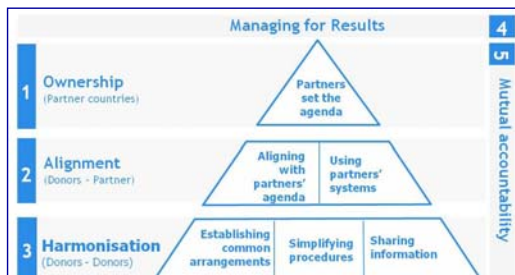 Managing for Results
4
5
Mutual accountability
1
Ownership
(Partner countries)
Partners
set the
agenda
2
Alignment
(Donors - Partner)
Aligning
with
partners'
agenda
Using
partners'
systems
3
Harmonisation
(Donors - Donors)
Establishing
common
arrangements
Simplifying
procedures
Sharing
information